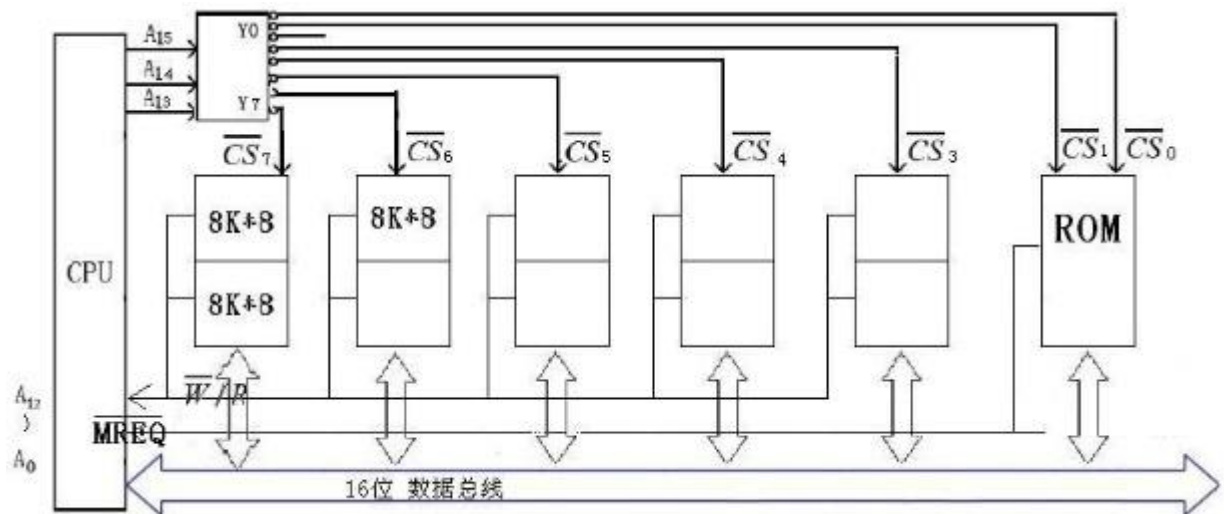 A15
A14
A13
Y0
Y7
CPU
A12
A0
CS7
CS6
CS5
CS4
CS3
CS1
CS0
8K*8
8K*8
8K*8
ROM
W/R
MREQ
16位 数据总线